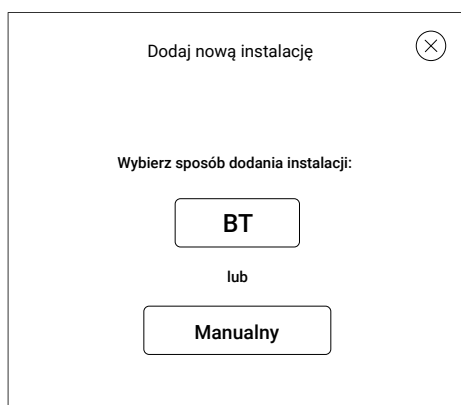 Dodaj nową instalację
Wybierz sposób dodania instalacji:
BT
lub
Manualny